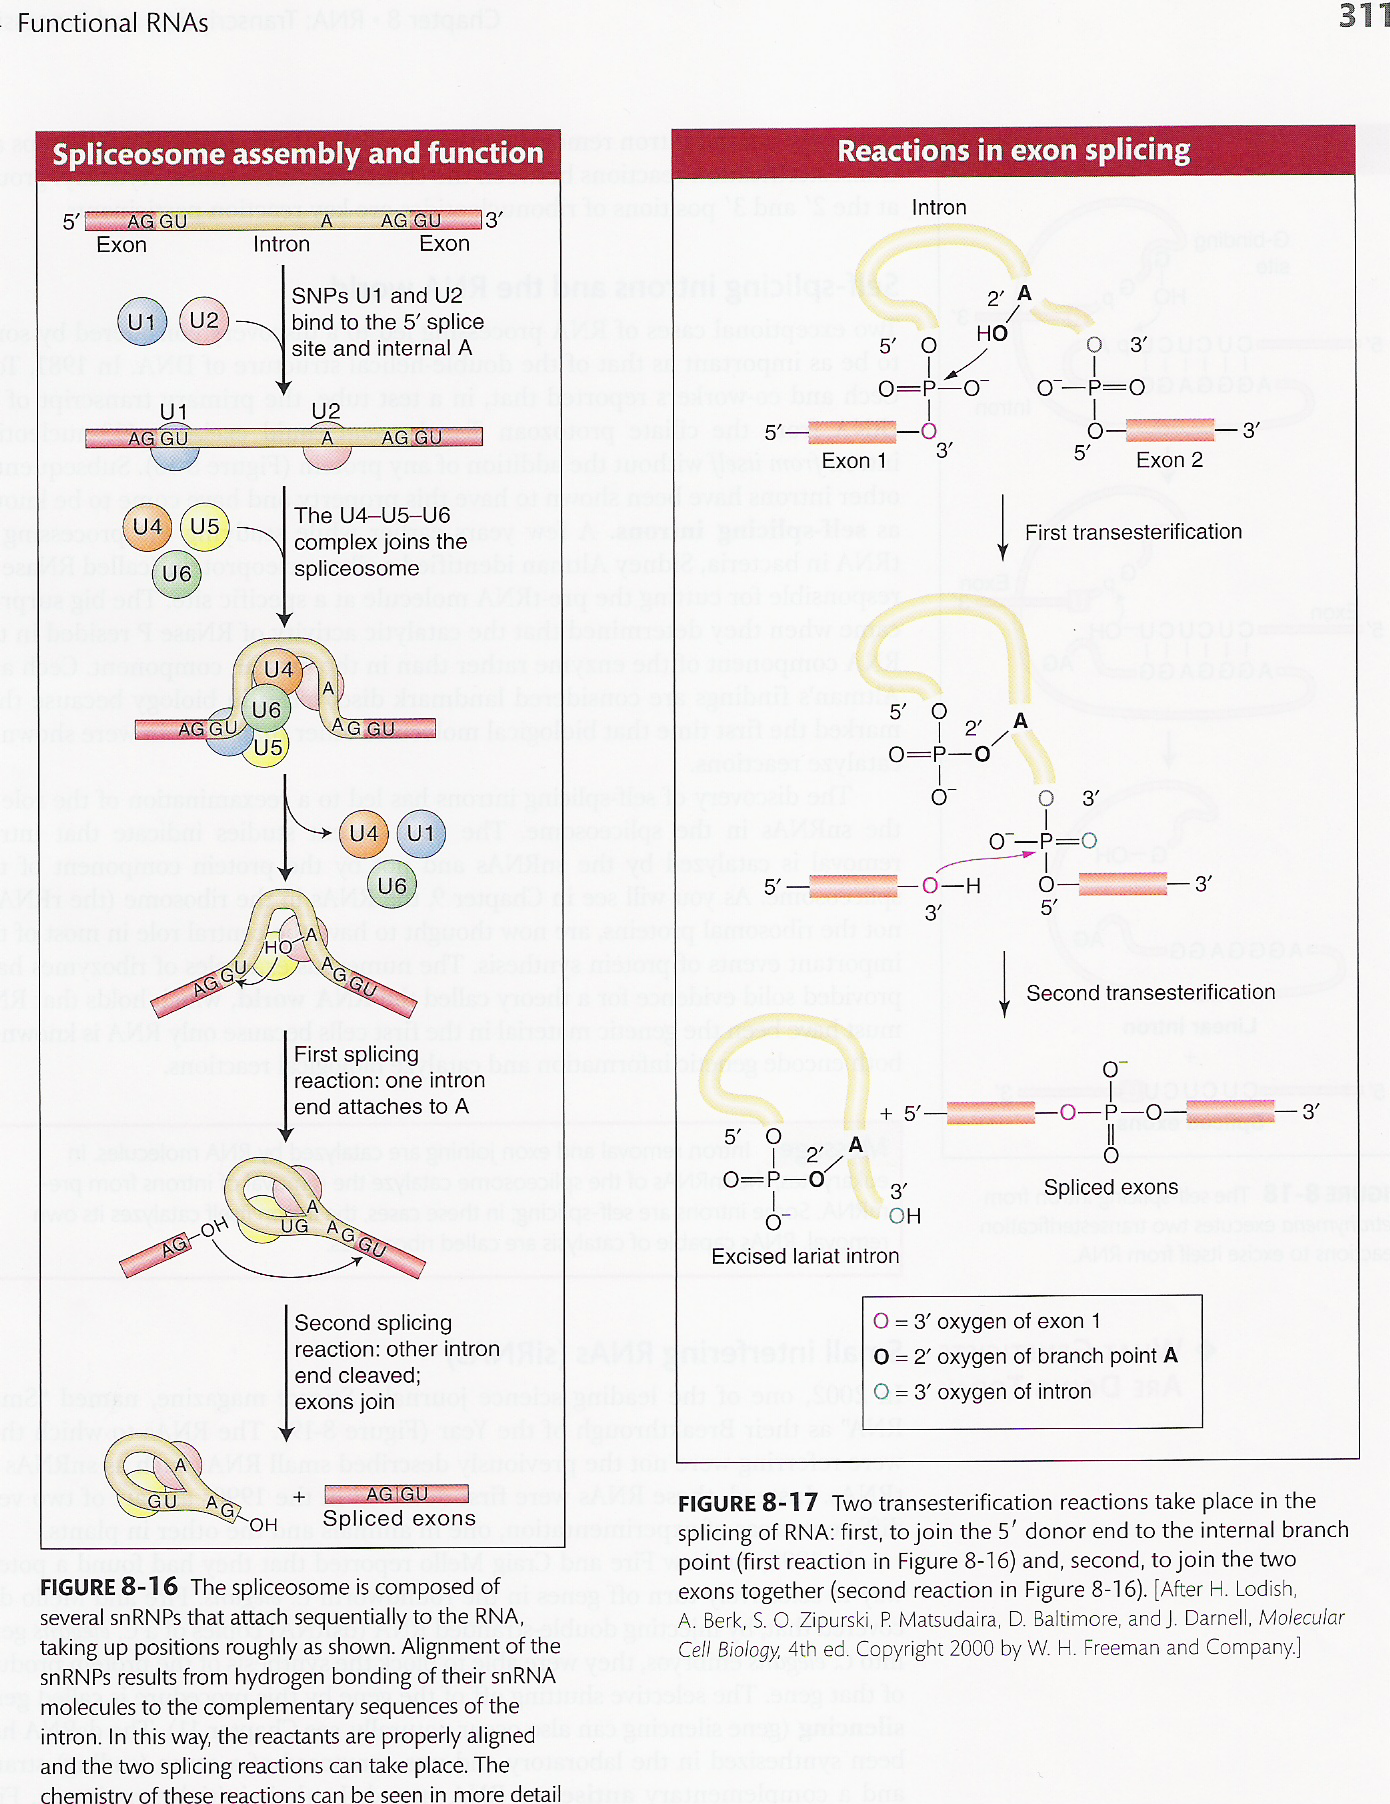 Functional RNAs
311
Spliceosome assembly and function
5′ AG GU A AG GU 3′
Exon Intron Exon
SNPs U1 and U2
bind to the 5′ splice
site and internal A
U1 U2
U1 U2
AG GU A AG GU
The U4–U5–U6
complex joins the
spliceosome
U4 U5
U6
U4
A
U6
AG GU AG GU
U5
U4 U1
U6
HO A
AG GU AG GU
First splicing
reaction: one intron
end attaches to A
A
AG OH UG AG GU
Second splicing
reaction: other intron
end cleaved;
exons join
A
GU AG OH
+ AG GU
Spliced exons
FIGURE 8-16 The spliceosome is composed of
several snRNPs that attach sequentially to the RNA,
taking up positions roughly as shown. Alignment of the
snRNPs results from hydrogen bonding of their snRNA
molecules to the complementary sequences of the
intron. In this way, the reactants are properly aligned
and the two splicing reactions can take place. The
chemistry of these reactions can be seen in more detail
Reactions in exon splicing
Intron
2′ A
HO
5′ O O 3′
O=P—O⁻ O⁻—P=O
5′ O O 3′
3′ 5′
Exon 1 Exon 2
First transesterification
5′ O 2′ A
O=P—O
O⁻
O 3′
O⁻—P=O
5′ O—H O 3′
3′ 5′
Second transesterification
O⁻
+ 5′ O—P—O 3′
O
Spliced exons
5′ O 2′ A
O=P—O
O⁻
3′
OH
Excised lariat intron
O = 3′ oxygen of exon 1
O = 2′ oxygen of branch point A
O = 3′ oxygen of intron
FIGURE 8-17 Two transesterification reactions take place in the
splicing of RNA: first, to join the 5′ donor end to the internal branch
point (first reaction in Figure 8-16) and, second, to join the two
exons together (second reaction in Figure 8-16). [After H. Lodish,
A. Berk, S. O. Zipurski, P. Matsudaira, D. Baltimore, and J. Darnell, Molecular
Cell Biology, 4th ed. Copyright 2000 by W. H. Freeman and Company.]